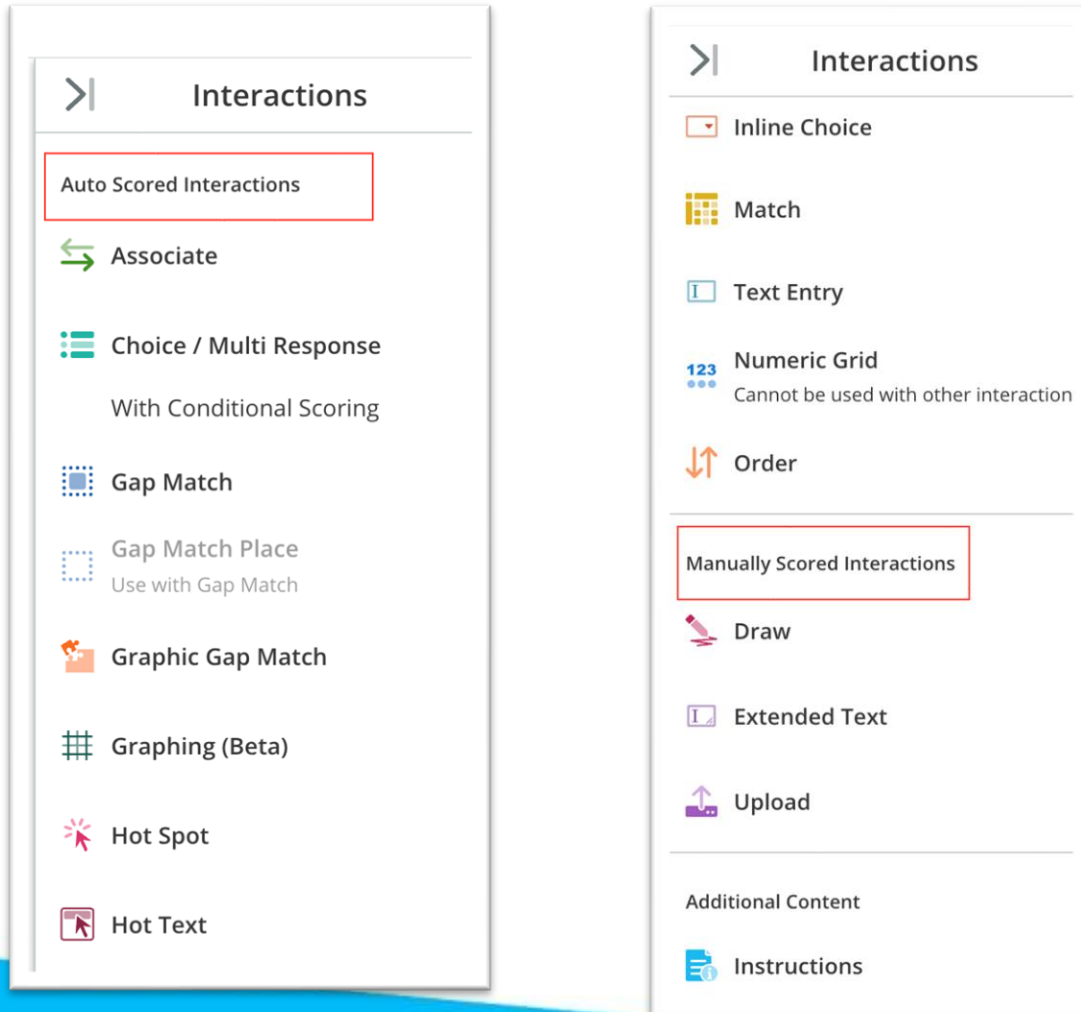 Interactions
Auto Scored Interactions
Associate
Choice / Multi Response
With Conditional Scoring
Gap Match
Gap Match Place
Use with Gap Match
Graphic Gap Match
Graphing (Beta)
Hot Spot
Hot Text
Interactions
Inline Choice
Match
Text Entry
123
Numeric Grid
Cannot be used with other interaction
Order
Manually Scored Interactions
Draw
Extended Text
Upload
Additional Content
Instructions